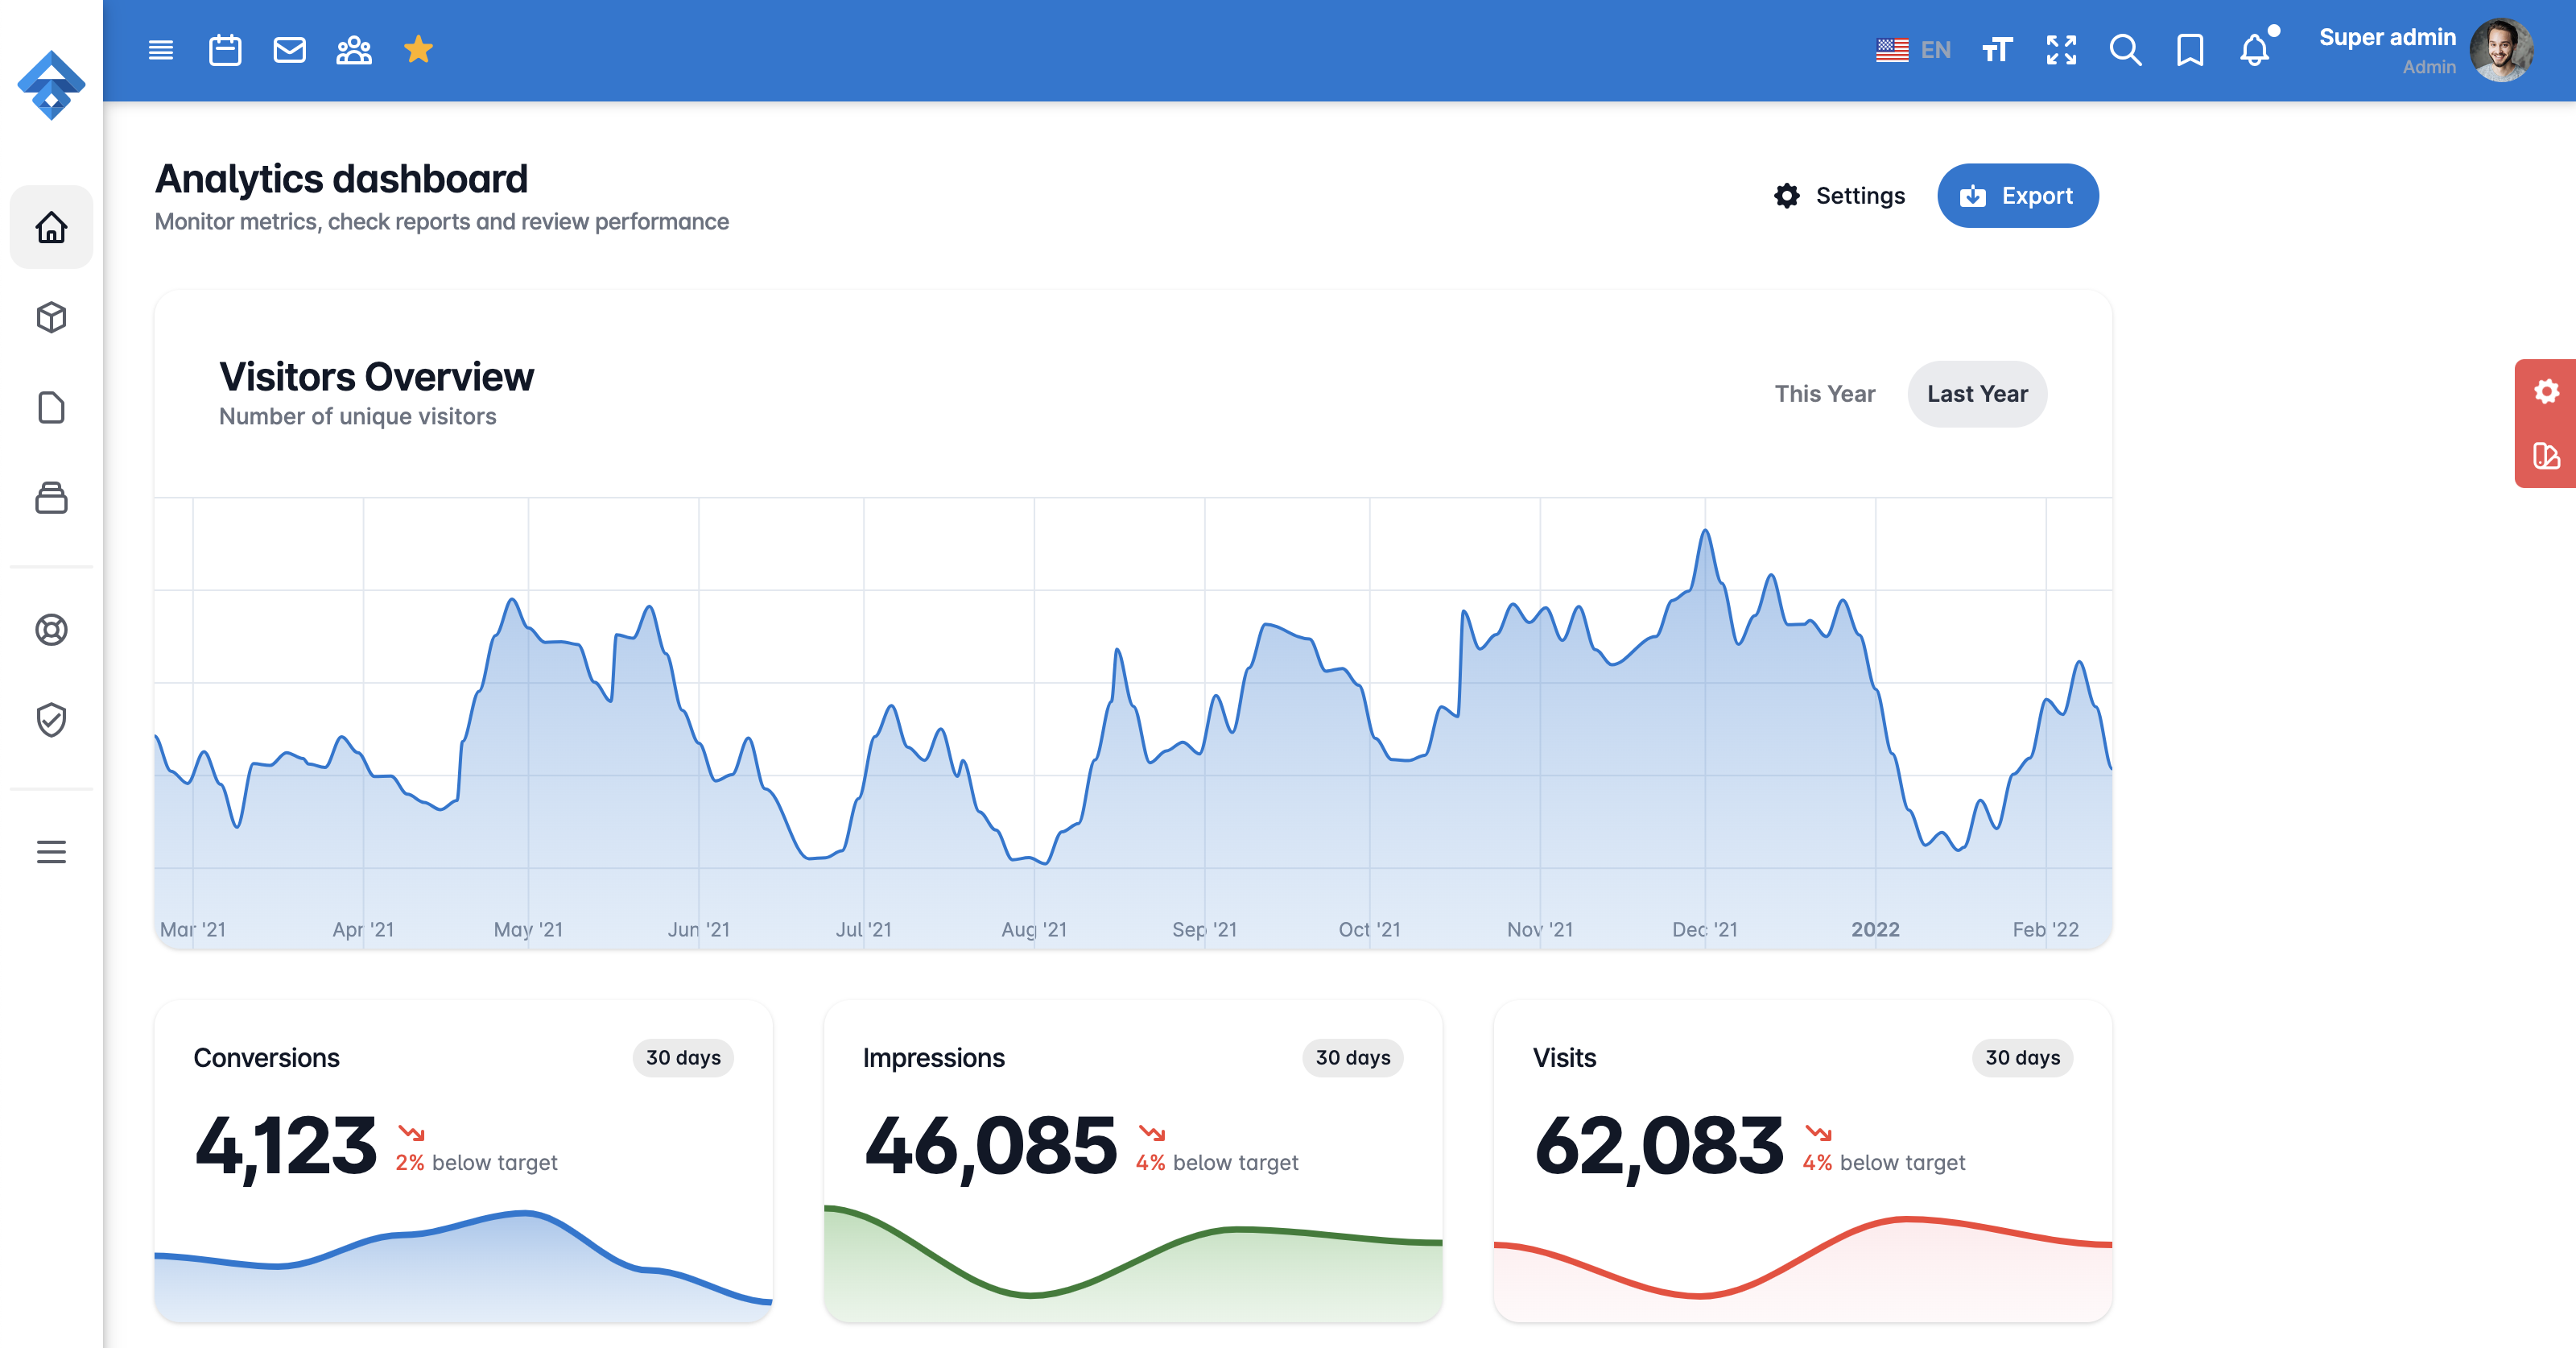 EN
Super admin
Admin
Analytics dashboard
Monitor metrics, check reports and review performance
Settings
Export
Visitors Overview
Number of unique visitors
This Year
Last Year
Mar '21
Apr '21
May '21
Jun '21
Jul '21
Aug '21
Sep '21
Oct '21
Nov '21
Dec '21
2022
Feb '22
Conversions
30 days
4,123
2% below target
Impressions
30 days
46,085
4% below target
Visits
30 days
62,083
4% below target